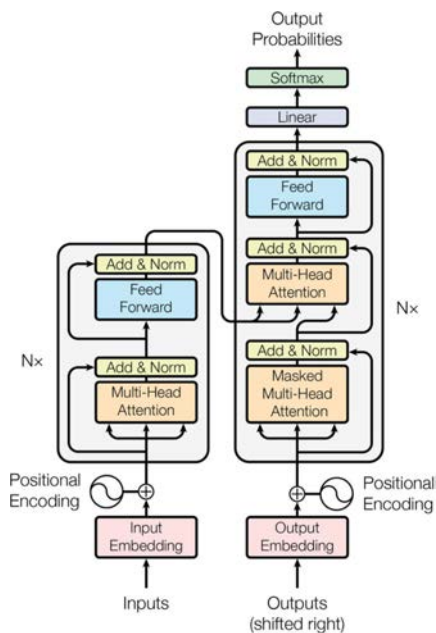 Output
Probabilities
Softmax
Linear
Add & Norm
Feed
Forward
Add & Norm
Multi-Head
Attention
Add & Norm
Masked
Multi-Head
Attention
N×
Add & Norm
Feed
Forward
Add & Norm
Multi-Head
Attention
N×
Positional
Encoding
Input
Embedding
Inputs
Positional
Encoding
Output
Embedding
Outputs
(shifted right)